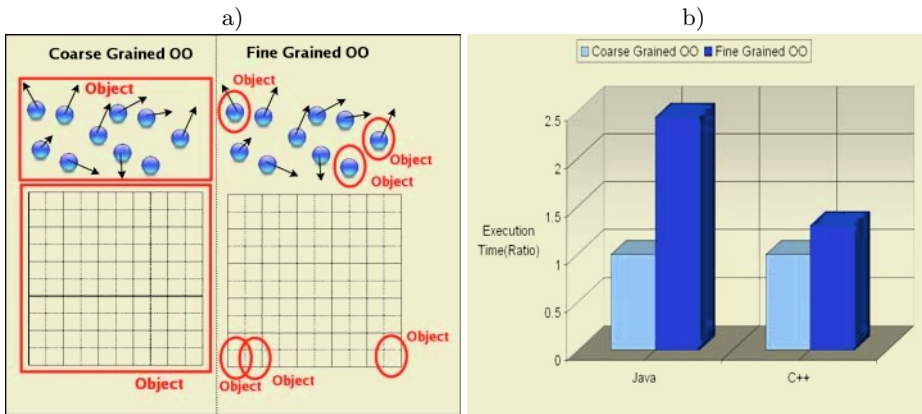 a)
Coarse Grained OO
Fine Grained OO
Object
Object
Object
Object
Object
Object
Object
Object
b)
Coarse Grained OO
Fine Grained OO
2.5
2
1.5
1
0.5
0
Execution
Time(Ratio)
Java
C++